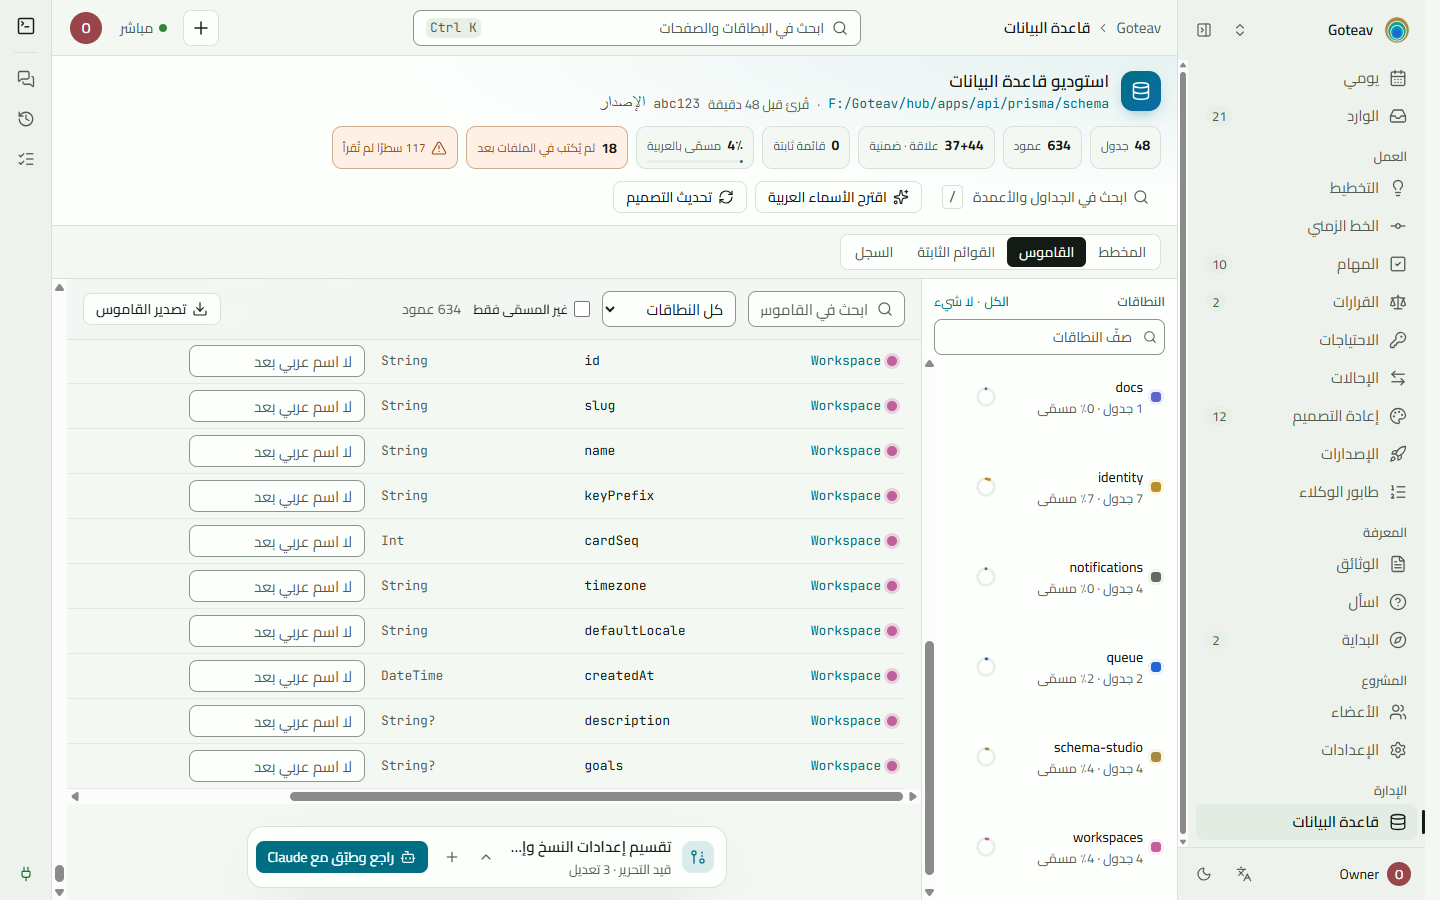 Goteav
يومي
الوارد 21
العمل
التخطيط
الخط الزمني
المهام 10
القرارات 2
الاحتياجات
الإحالات
إعادة التصميم 12
الإصدارات
طابور الوكلاء
المعرفة
الوثائق
اسأل
البداية 2
المشروع
الأعضاء
الإعدادات
الإدارة
قاعدة البيانات
Owner O
Goteav › قاعدة البيانات
ابحث في البطاقات والصفحات Ctrl K
مباشر
O
استوديو قاعدة البيانات
F:/Goteav/hub/apps/api/prisma/schema · قُرئ قبل 48 دقيقة abc123 الإصدار
48 جدول
634 عمود
37+44 علاقة · ضمنية
0 قائمة ثابتة
4٪ مسمّى بالعربية
18 لم يُكتب في الملفات بعد
117 سطرًا لم تُقرأ
ابحث في الجداول والأعمدة /
اقترح الأسماء العربية
تحديث التصميم
المخطط
القاموس
القوائم الثابتة
السجل
النطاقات
الكل · لا شيء
صفّ النطاقات
docs
1 جدول · 0٪ مسمّى
identity
7 جدول · 7٪ مسمّى
notifications
4 جدول · 0٪ مسمّى
queue
2 جدول · 2٪ مسمّى
schema-studio
4 جدول · 4٪ مسمّى
workspaces
4 جدول · 4٪ مسمّى
ابحث في القاموس
كل النطاقات
غير المسمّى فقط
634 عمود
تصدير القاموس
Workspace id String لا اسم عربي بعد
Workspace slug String لا اسم عربي بعد
Workspace name String لا اسم عربي بعد
Workspace keyPrefix String لا اسم عربي بعد
Workspace cardSeq Int لا اسم عربي بعد
Workspace timezone String لا اسم عربي بعد
Workspace defaultLocale String لا اسم عربي بعد
Workspace createdAt DateTime لا اسم عربي بعد
Workspace description String? لا اسم عربي بعد
Workspace goals String? لا اسم عربي بعد
تقسيم إعدادات النسخ وإ...
قيد التحرير · 3 تعديل
راجع وطبّق مع Claude